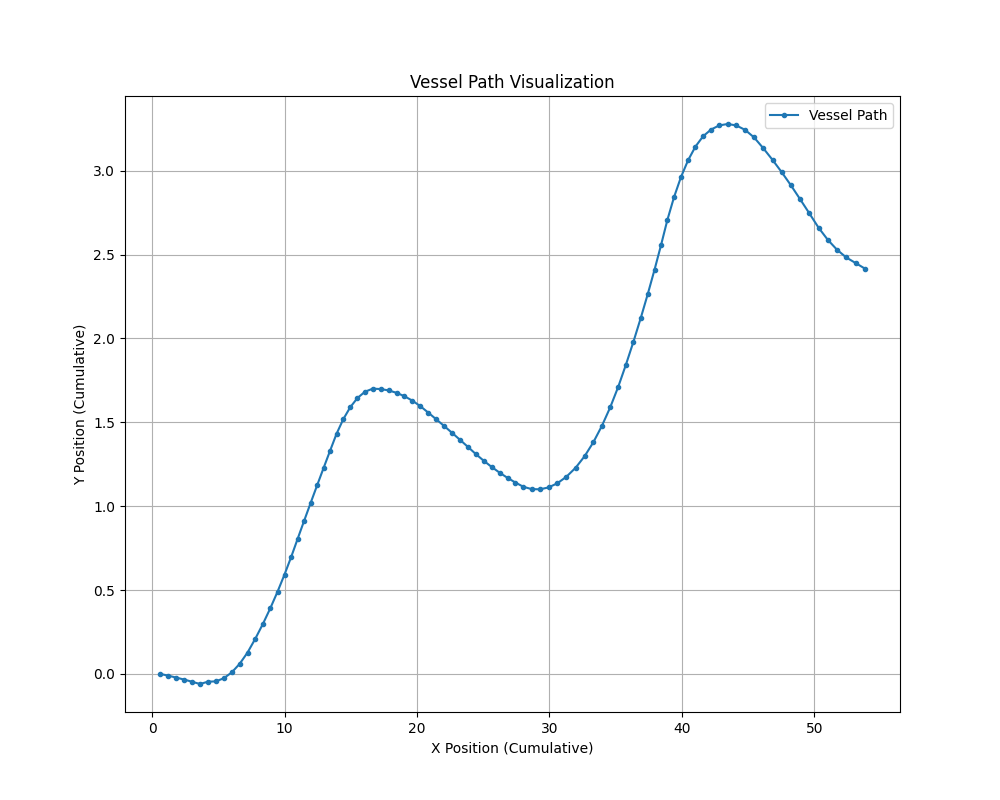 Vessel Path Visualization
Vessel Path
Y Position (Cumulative)
3.0
2.5
2.0
1.5
1.0
0.5
0.0
0 10 20 30 40 50
X Position (Cumulative)